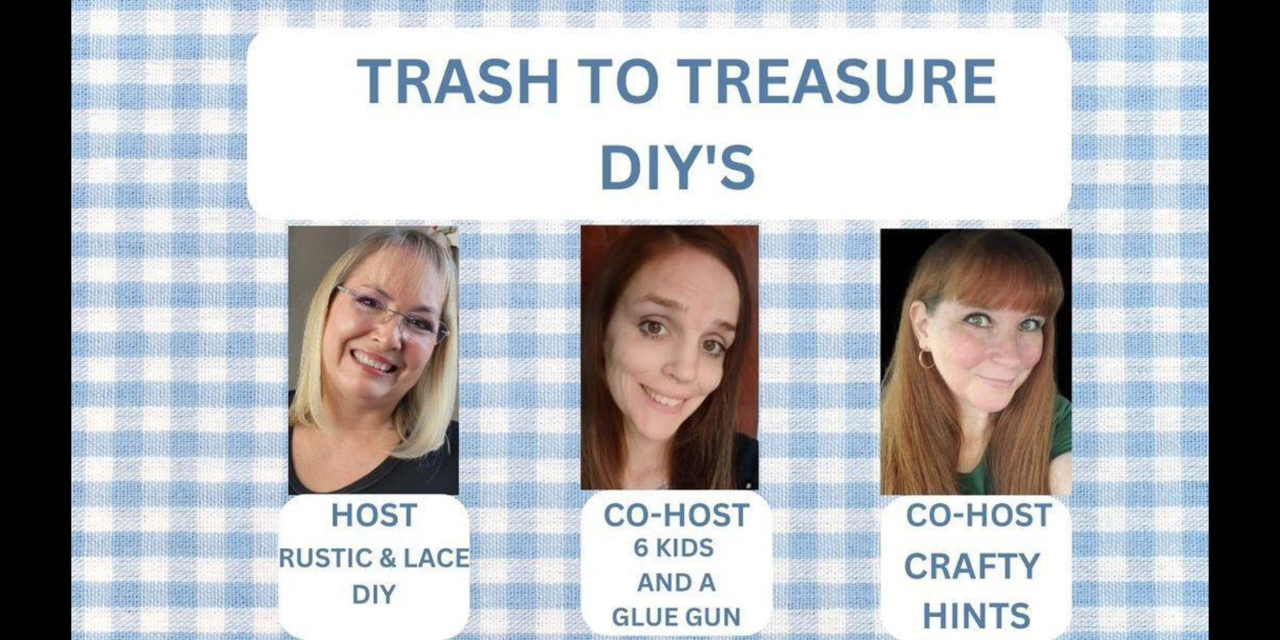 TRASH TO TREASURE
DIY'S
HOST
RUSTIC & LACE
DIY
CO-HOST
6 KIDS
AND A
GLUE GUN
CO-HOST
CRAFTY
HINTS